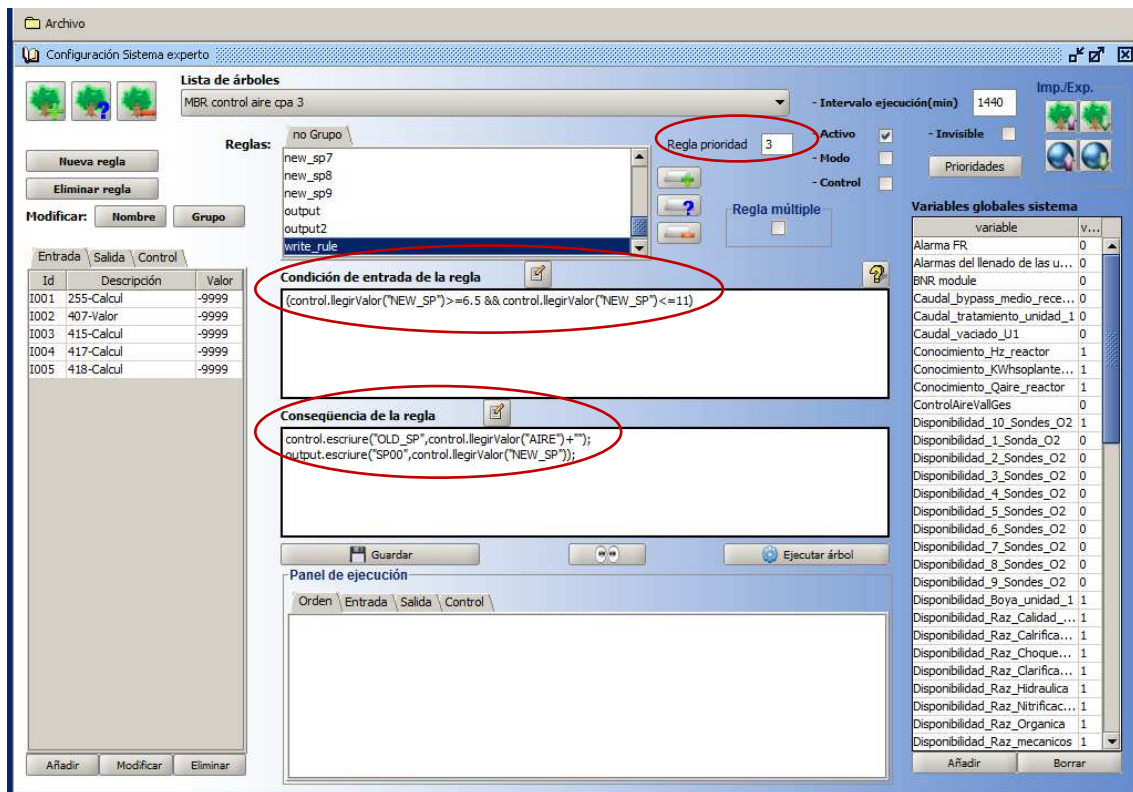 Archivo
Configuración Sistema experto
Lista de árboles
MBR control aire cpa 3
- Intervalo ejecución(min) 1440
Imp./Exp.
Reglas:
no Grupo
Regla prioridad 3
- Activo
- Invisible
- Modo
- Control
Prioridades
Nueva regla
Eliminar regla
Modificar: Nombre Grupo
new_sp7
new_sp8
new_sp9
output
output2
write_rule
Regla múltiple
Entrada Salida Control
Id Descripción Valor
I001 255-Calcul -9999
I002 407-Valor -9999
I003 415-Calcul -9999
I004 417-Calcul -9999
I005 418-Calcul -9999
Añadir Modificar Eliminar
Condición de entrada de la regla
(control.llegirValor("NEW_SP")>=6.5 && control.llegirValor("NEW_SP")<=11)
Conseqüencia de la regla
control.escriure("OLD_SP",control.llegirValor("AIRE")+"");
output.escriure("SP00",control.llegirValor("NEW_SP"));
Guardar
Ejecutar árbol
Panel de ejecución
Orden Entrada Salida Control
Variables globales sistema
variable v...
Alarma FR 0
Alarmas del llenado de las u... 0
BNR module 0
Caudal_bypass_medio_rece... 0
Caudal_tratamiento_unidad_1 0
Caudal_vaciado_U1 0
Conocimiento_Hz_reactor 1
Conocimiento_KWhsoplante... 1
Conocimiento_Qaire_reactor 1
ControlAireVallGes 0
Disponibilidad_10_Sondes_O2 1
Disponibilidad_1_Sonda_O2 0
Disponibilidad_2_Sondes_O2 0
Disponibilidad_3_Sondes_O2 0
Disponibilidad_4_Sondes_O2 0
Disponibilidad_5_Sondes_O2 0
Disponibilidad_6_Sondes_O2 0
Disponibilidad_7_Sondes_O2 0
Disponibilidad_8_Sondes_O2 0
Disponibilidad_9_Sondes_O2 0
Disponibilidad_Boya_unidad_1 1
Disponibilidad_Raz_Calidad_... 1
Disponibilidad_Raz_Calrifica... 1
Disponibilidad_Raz_Choque... 1
Disponibilidad_Raz_Clarifica... 1
Disponibilidad_Raz_Hidraulica 1
Disponibilidad_Raz_Nitrificac... 1
Disponibilidad_Raz_Organica 1
Disponibilidad_Raz_mecanicos 1
Añadir Borrar